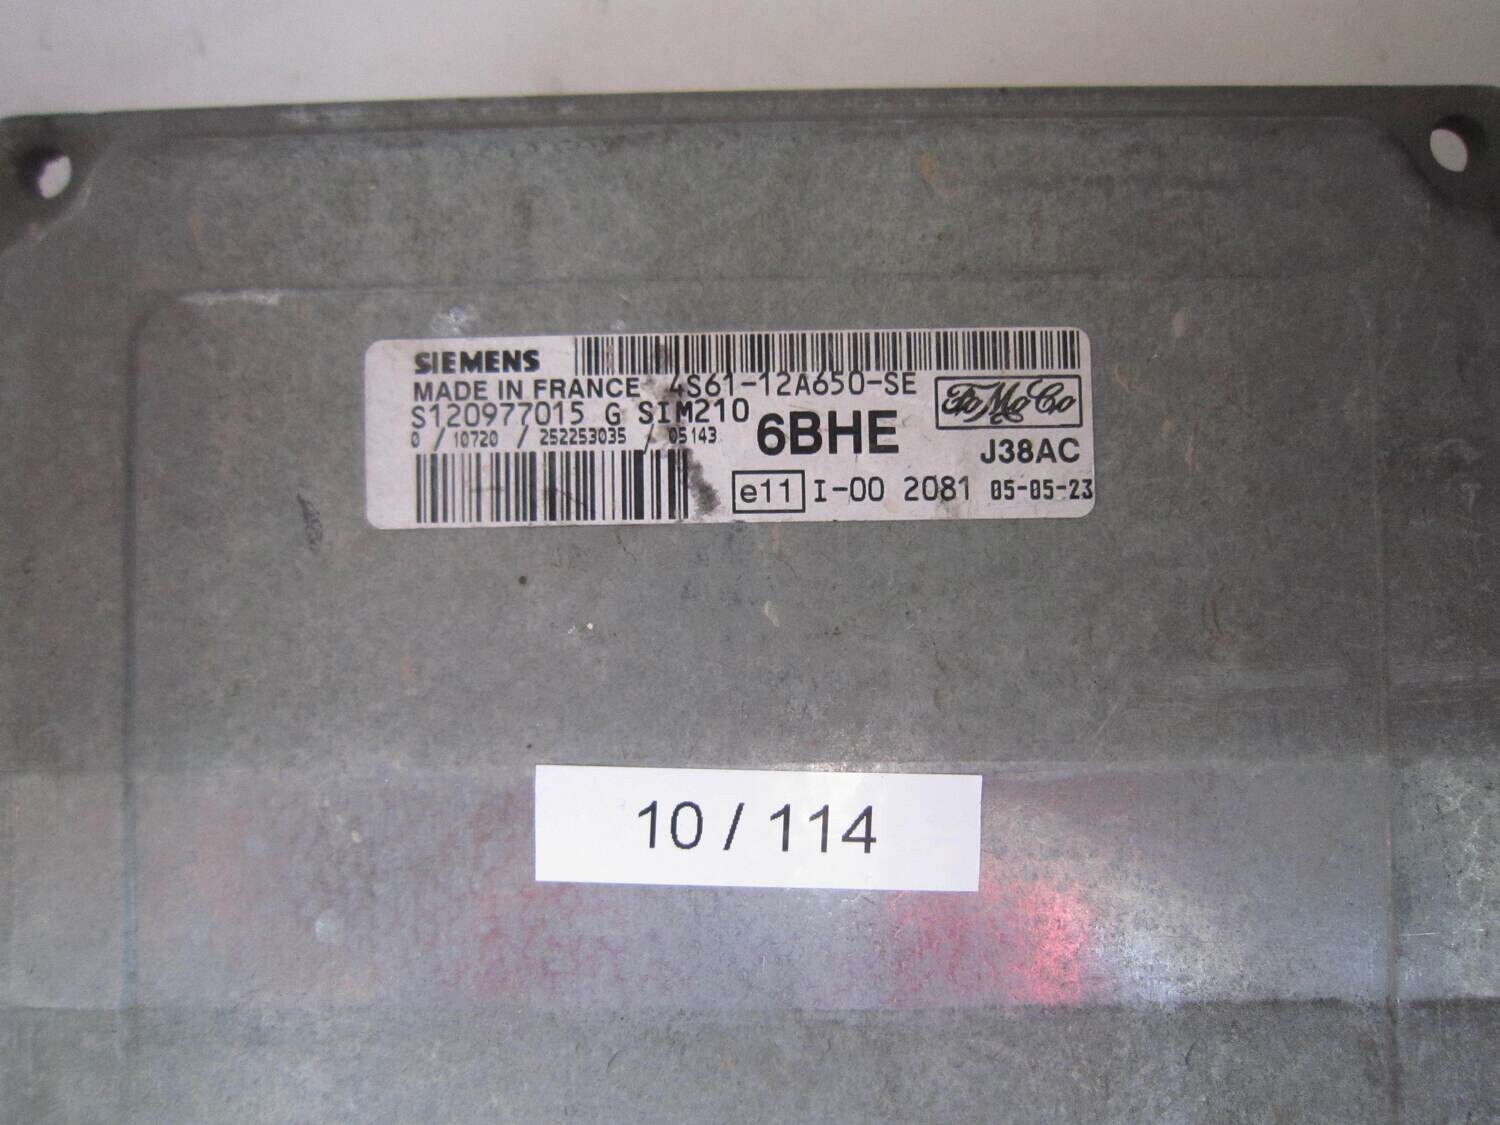 SIEMENS
MADE IN FRANCE 4S61-12A650-SE
S120977015 G SIM210
FoMoCo
0 / 10720 / 252253035 / 05143
6BHE
J38AC
e11 I-00 2081 05-05-23
10 / 114